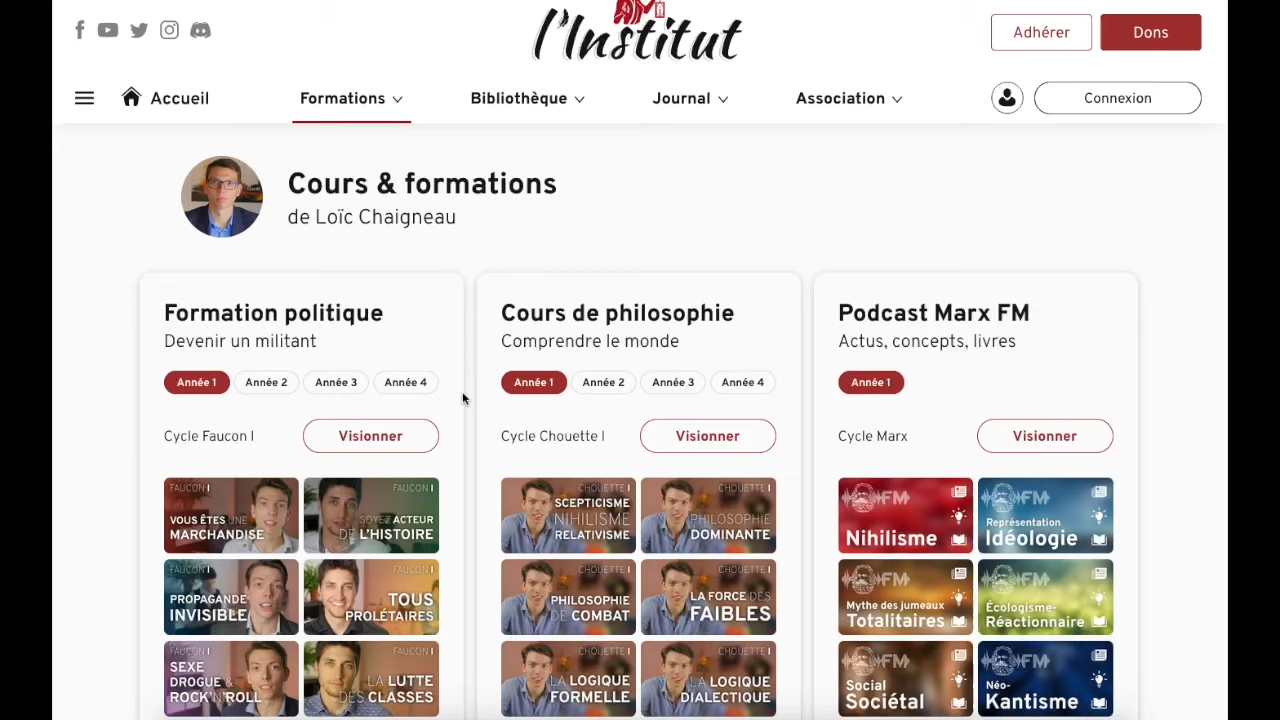 l'Institut
Adhérer
Dons
Accueil
Formations
Bibliothèque
Journal
Association
Connexion
Cours & formations
de Loïc Chaigneau
Formation politique
Devenir un militant
Année 1 Année 2 Année 3 Année 4
Cycle Faucon I
Visionner
FAUCON I
VOUS ÊTES UNE
MARCHANDISE
FAUCON I
SOYEZ ACTEUR
DE L'HISTOIRE
FAUCON I
PROPAGANDE
INVISIBLE
TOUS
PROLÉTAIRES
FAUCON I
SEXE
DROGUE &
ROCK'N'ROLL
LA LUTTE
DES CLASSES
Cours de philosophie
Comprendre le monde
Année 1 Année 2 Année 3 Année 4
Cycle Chouette I
Visionner
CHOUETTE I
SCEPTICISME
NIHILISME
RELATIVISME
CHOUETTE I
PHILOSOPHIE
DOMINANTE
CHOUETTE I
PHILOSOPHIE
DE COMBAT
CHOUETTE I
LA FORCE DES
FAIBLES
CHOUETTE I
LA LOGIQUE
FORMELLE
CHOUETTE I
LA LOGIQUE
DIALECTIQUE
Podcast Marx FM
Actus, concepts, livres
Année 1
Cycle Marx
Visionner
FM
Nihilisme
FM
Représentation
Idéologie
FM
Mythe des jumeaux
Totalitaires
FM
Écologisme-
Réactionnaire
FM
Social
Sociétal
FM
Néo-
Kantisme